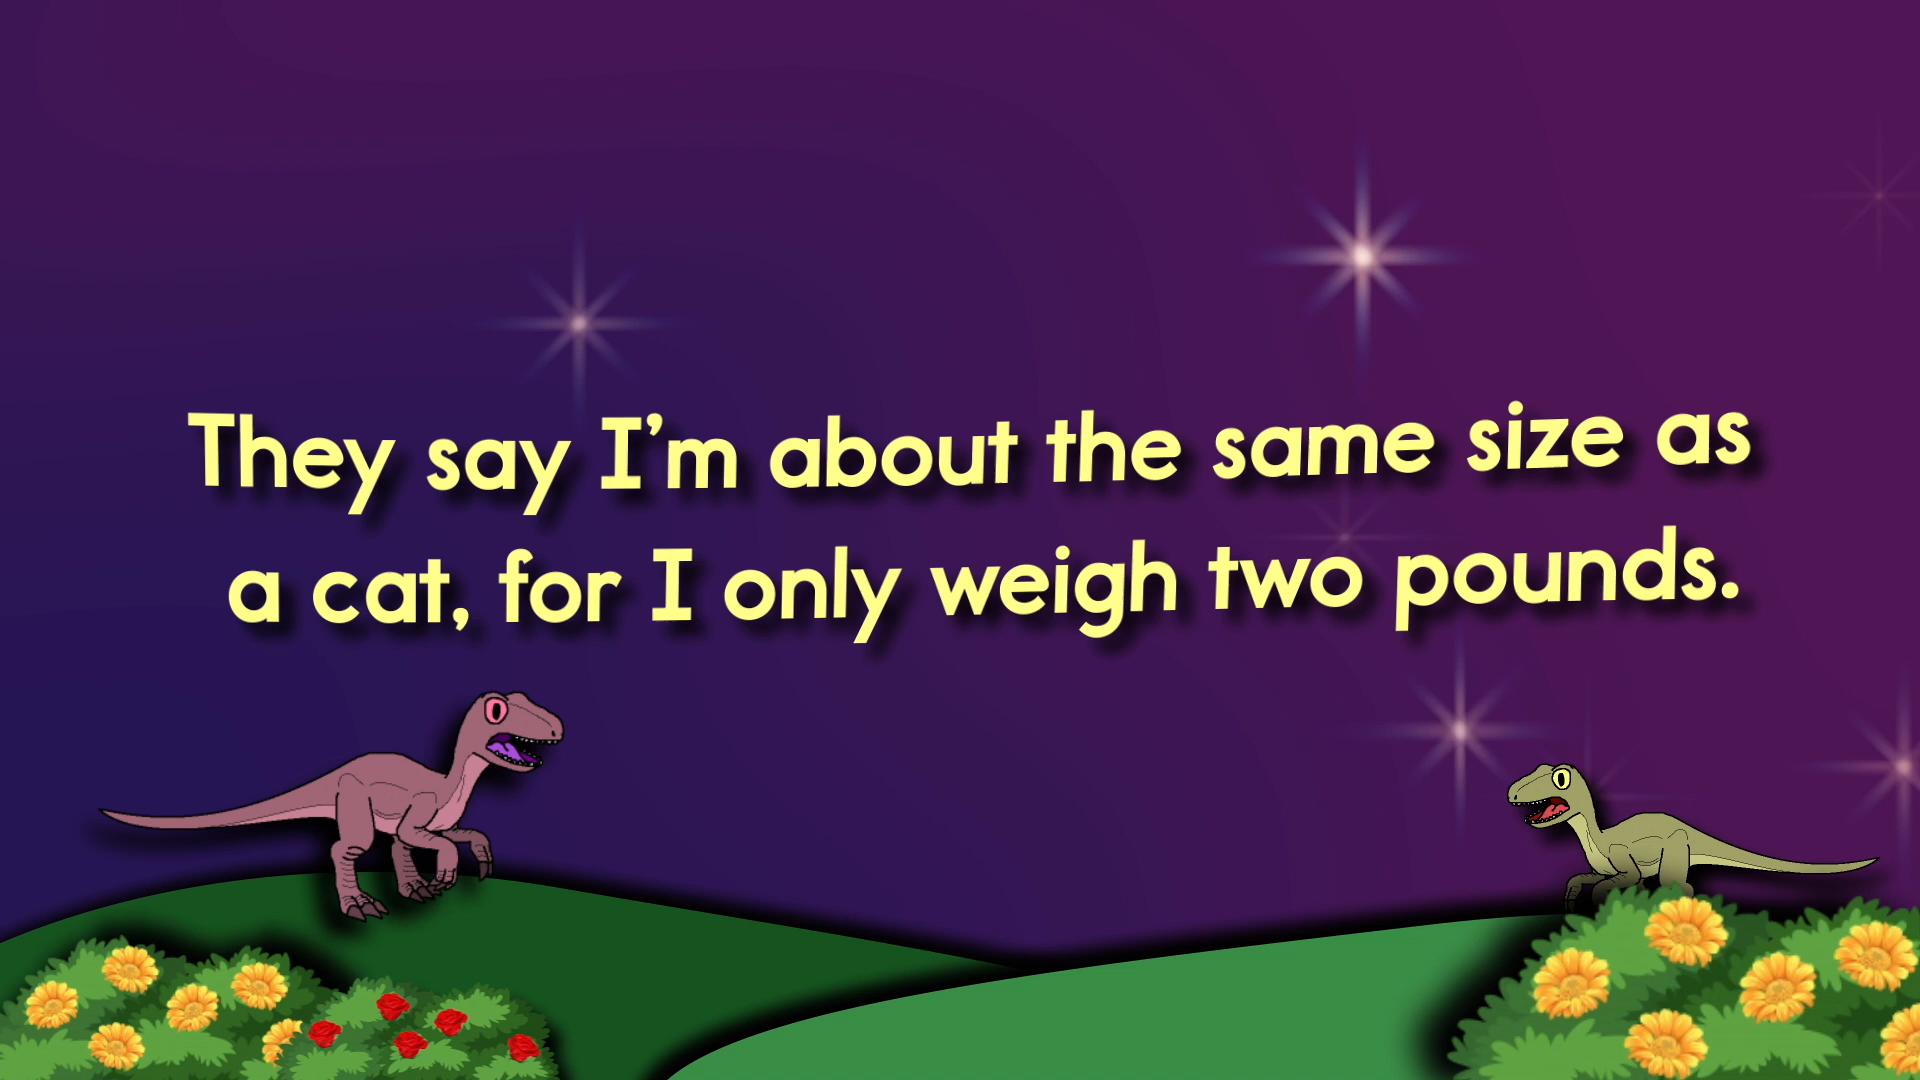 They say I’m about the same size as
a cat, for I only weigh two pounds.